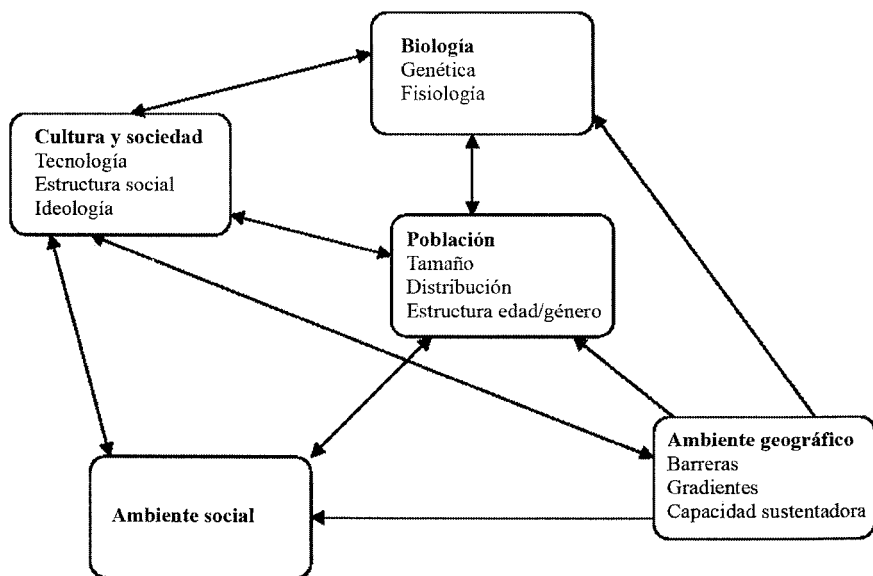 Biología
Genética
Fisiología
Cultura y sociedad
Tecnología
Estructura social
Ideología
Población
Tamaño
Distribución
Estructura edad/género
Ambiente geográfico
Barreras
Gradientes
Capacidad sustentadora
Ambiente social